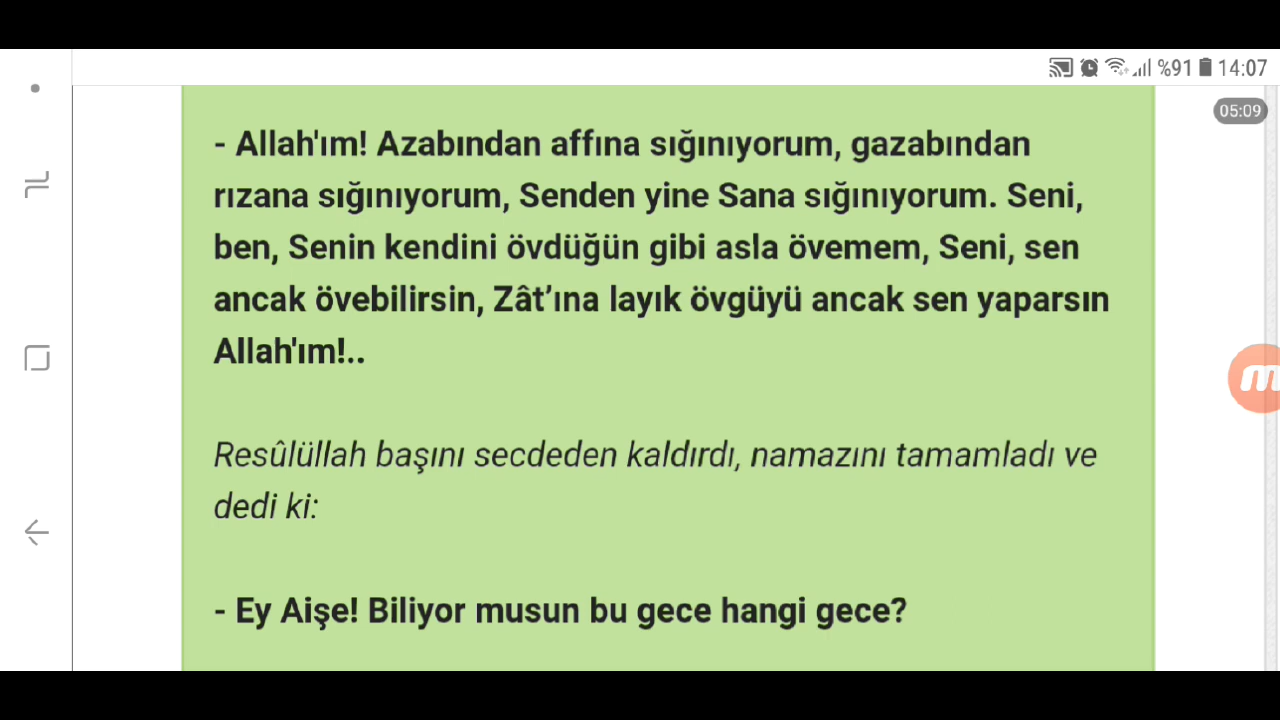 %91 14:07
05:09
- Allah'ım! Azabından affına sığınıyorum, gazabından
rızana sığınıyorum, Senden yine Sana sığınıyorum. Seni,
ben, Senin kendini övdüğün gibi asla övemem, Seni, sen
ancak övebilirsin, Zât’ına layık övgüyü ancak sen yaparsın
Allah'ım!..
Resûlüllah başını secdeden kaldırdı, namazını tamamladı ve
dedi ki:
- Ey Aişe! Biliyor musun bu gece hangi gece?